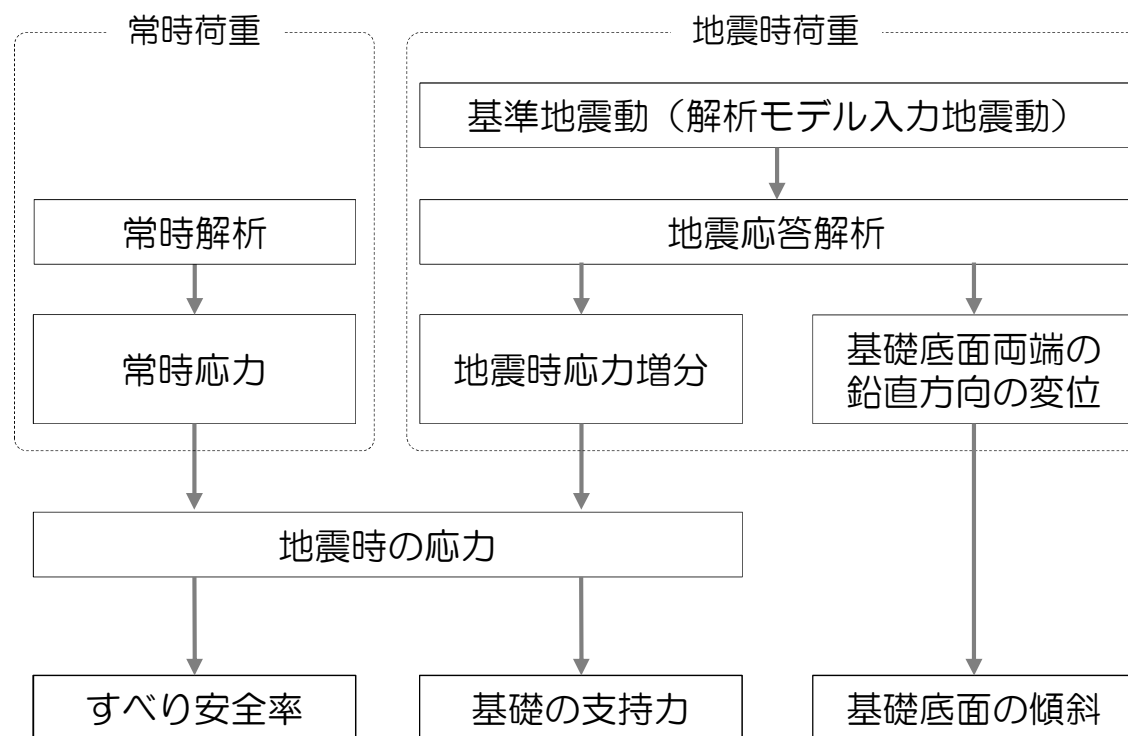 常時荷重
地震時荷重
基準地震動（解析モデル入力地震動）
常時解析
地震応答解析
常時応力
地震時応力増分
基礎底面両端の
鉛直方向の変位
地震時の応力
すべり安全率
基礎の支持力
基礎底面の傾斜